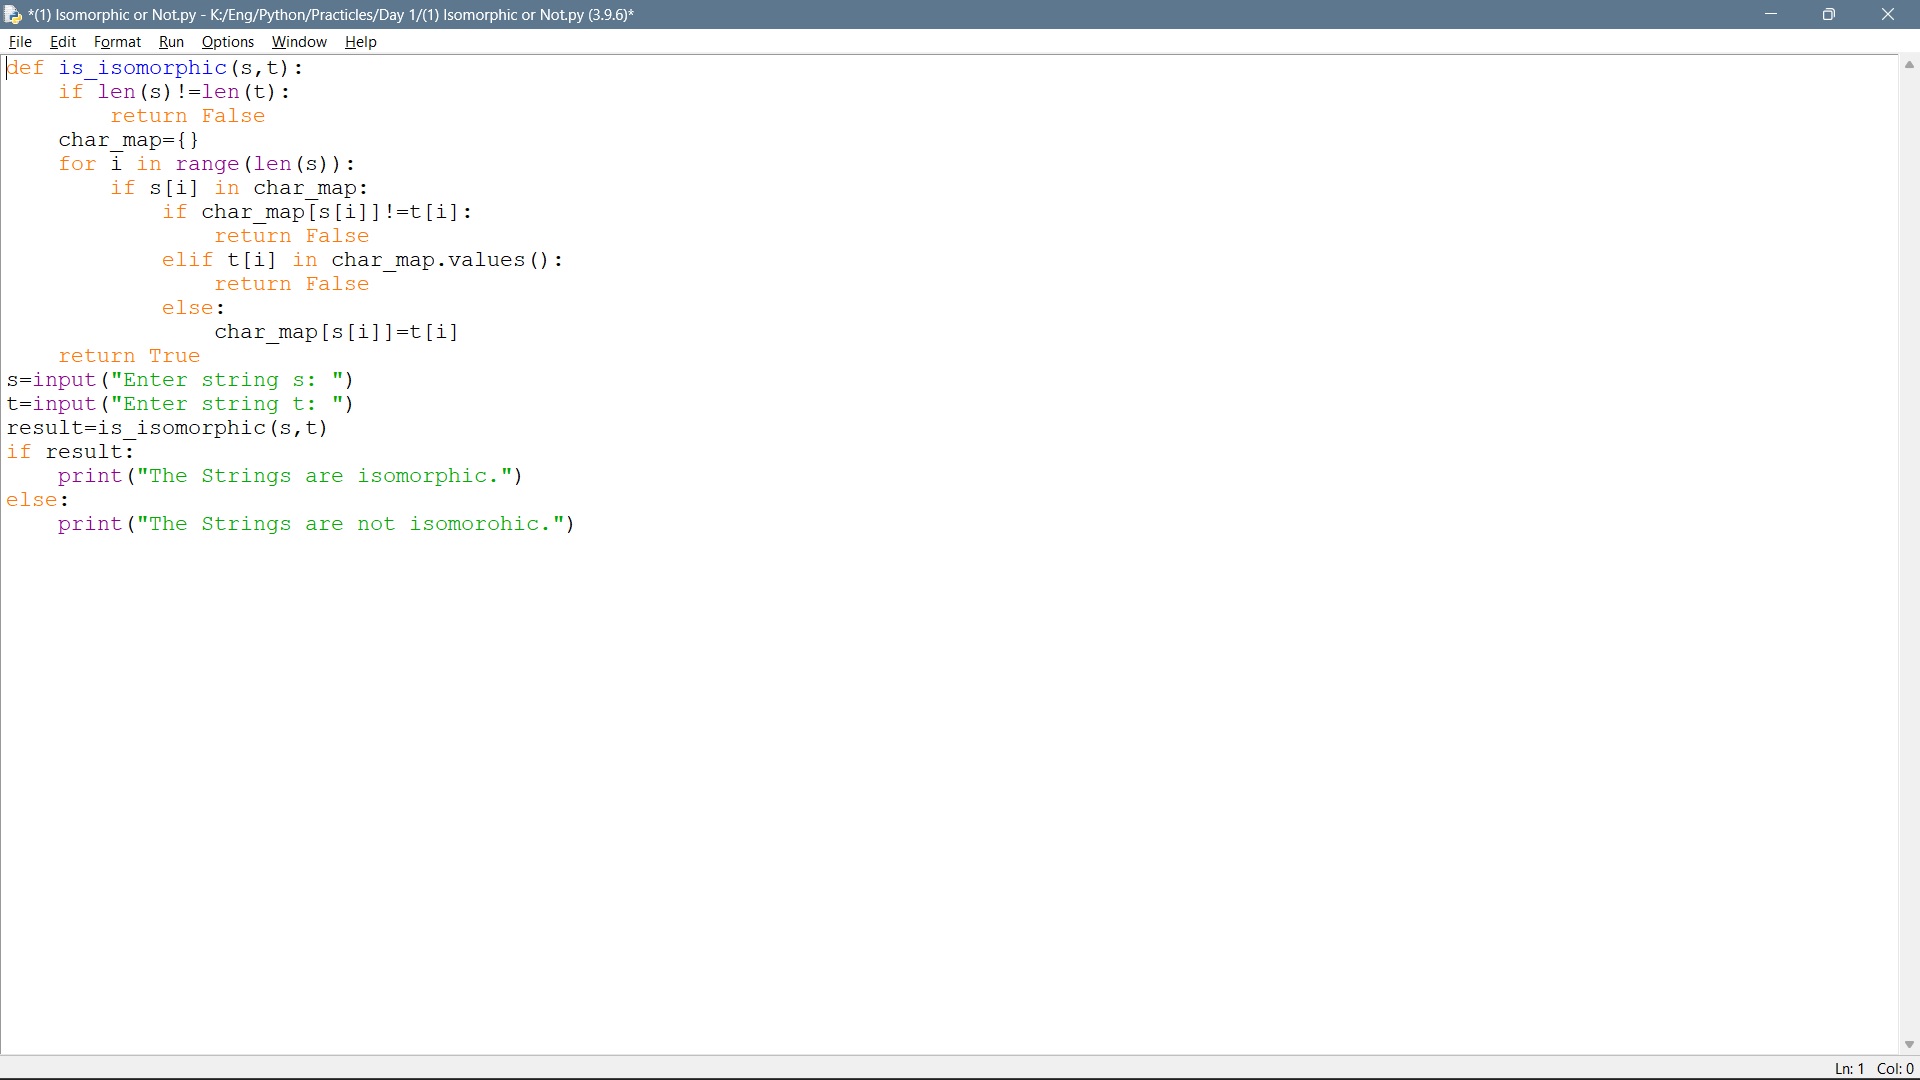 *(1) Isomorphic or Not.py - K:/Eng/Python/Practicles/Day 1/(1) Isomorphic or Not.py (3.9.6)*
File Edit Format Run Options Window Help
def is_isomorphic(s,t):
    if len(s)!=len(t):
        return False
    char_map={}
    for i in range(len(s)):
        if s[i] in char_map:
            if char_map[s[i]]!=t[i]:
                return False
            elif t[i] in char_map.values():
                return False
            else:
                char_map[s[i]]=t[i]
    return True
s=input("Enter string s: ")
t=input("Enter string t: ")
result=is_isomorphic(s,t)
if result:
    print("The Strings are isomorphic.")
else:
    print("The Strings are not isomorohic.")
Ln: 1 Col: 0